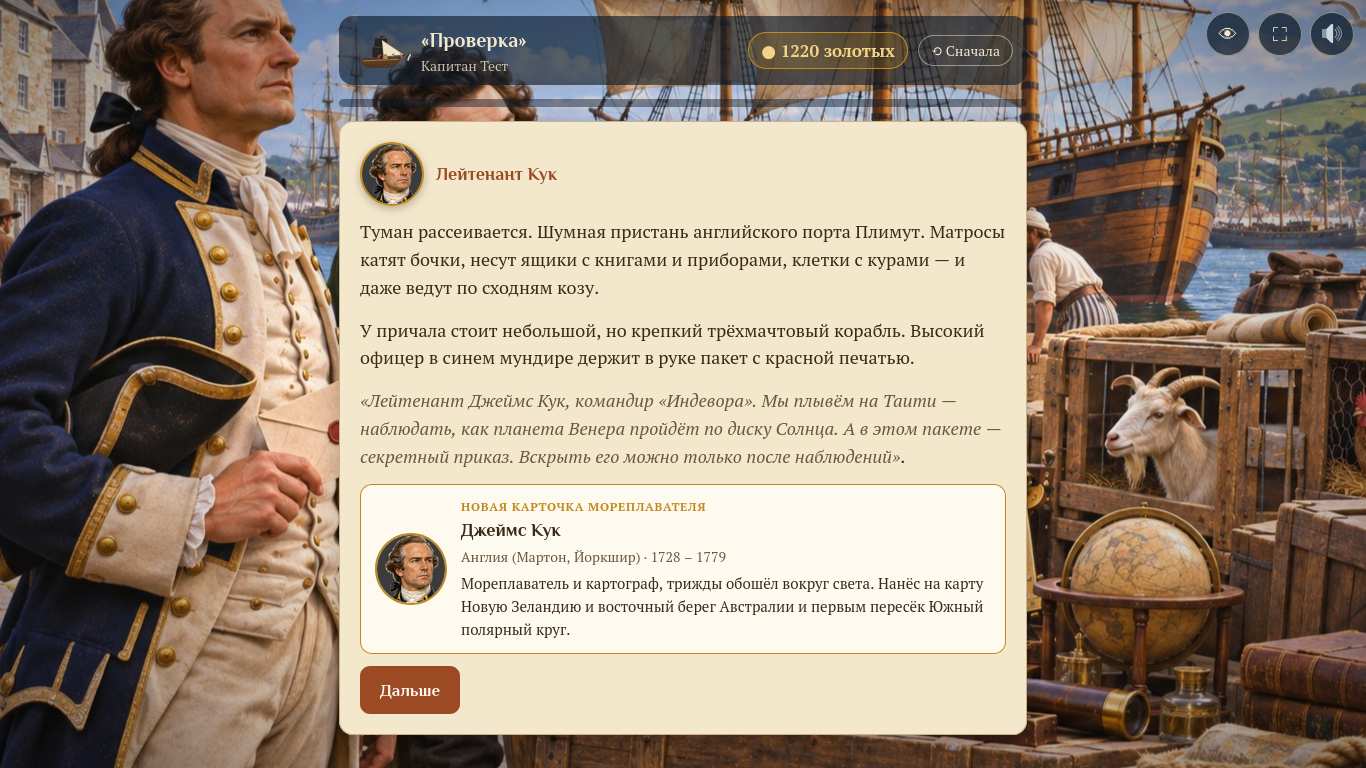 «Проверка»
Капитан Тест
1220 золотых
⟲ Сначала
Лейтенант Кук
Туман рассеивается. Шумная пристань английского порта Плимут. Матросы
катят бочки, несут ящики с книгами и приборами, клетки с курами — и
даже ведут по сходням козу.
У причала стоит небольшой, но крепкий трёхмачтовый корабль. Высокий
офицер в синем мундире держит в руке пакет с красной печатью.
«Лейтенант Джеймс Кук, командир «Индевора». Мы плывём на Таити —
наблюдать, как планета Венера пройдёт по диску Солнца. А в этом пакете —
секретный приказ. Вскрыть его можно только после наблюдений».
НОВАЯ КАРТОЧКА МОРЕПЛАВАТЕЛЯ
Джеймс Кук
Англия (Мартон, Йоркшир) · 1728 – 1779
Мореплаватель и картограф, трижды обошёл вокруг света. Нанёс на карту
Новую Зеландию и восточный берег Австралии и первым пересёк Южный
полярный круг.
Дальше